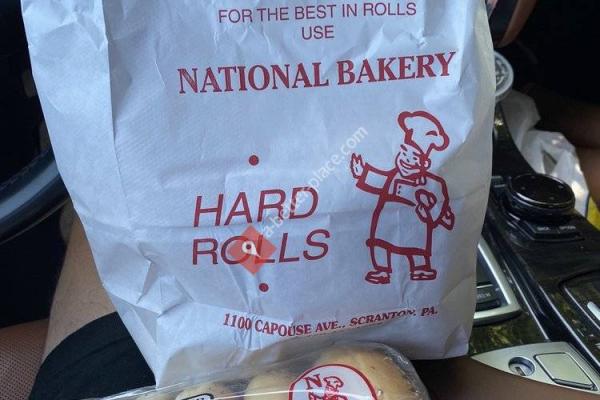 FOR THE BEST IN ROLLS
USE
NATIONAL BAKERY
HARD
ROLLS
1100 CAPOUSE AVE., SCRANTON, PA.